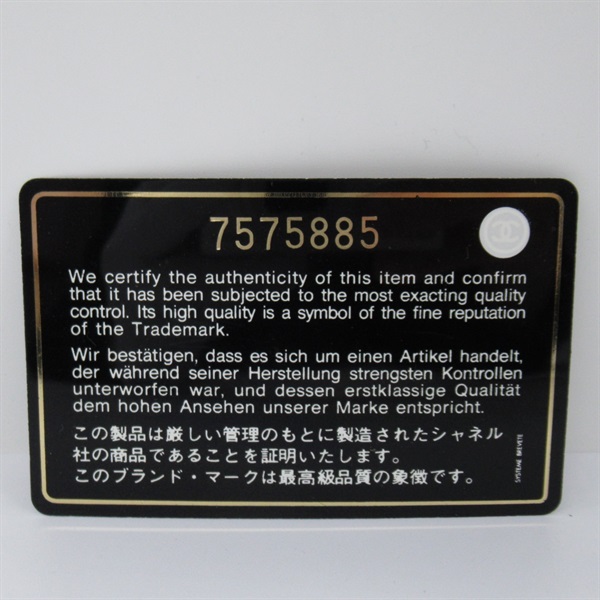 7575885
We certify the authenticity of this item and confirm
that it has been subjected to the most exacting quality
control. Its high quality is a symbol of the fine reputation
of the Trademark.
Wir bestätigen, dass es sich um einen Artikel handelt,
der während seiner Herstellung strengsten Kontrollen
unterworfen war, und dessen erstklassige Qualität
dem hohen Ansehen unserer Marke entspricht.
この製品は厳しい管理のもとに製造されたシャネル
社の商品であることを証明いたします。
このブランド・マークは最高級品質の象徴です。
SYSTEME BREVETE